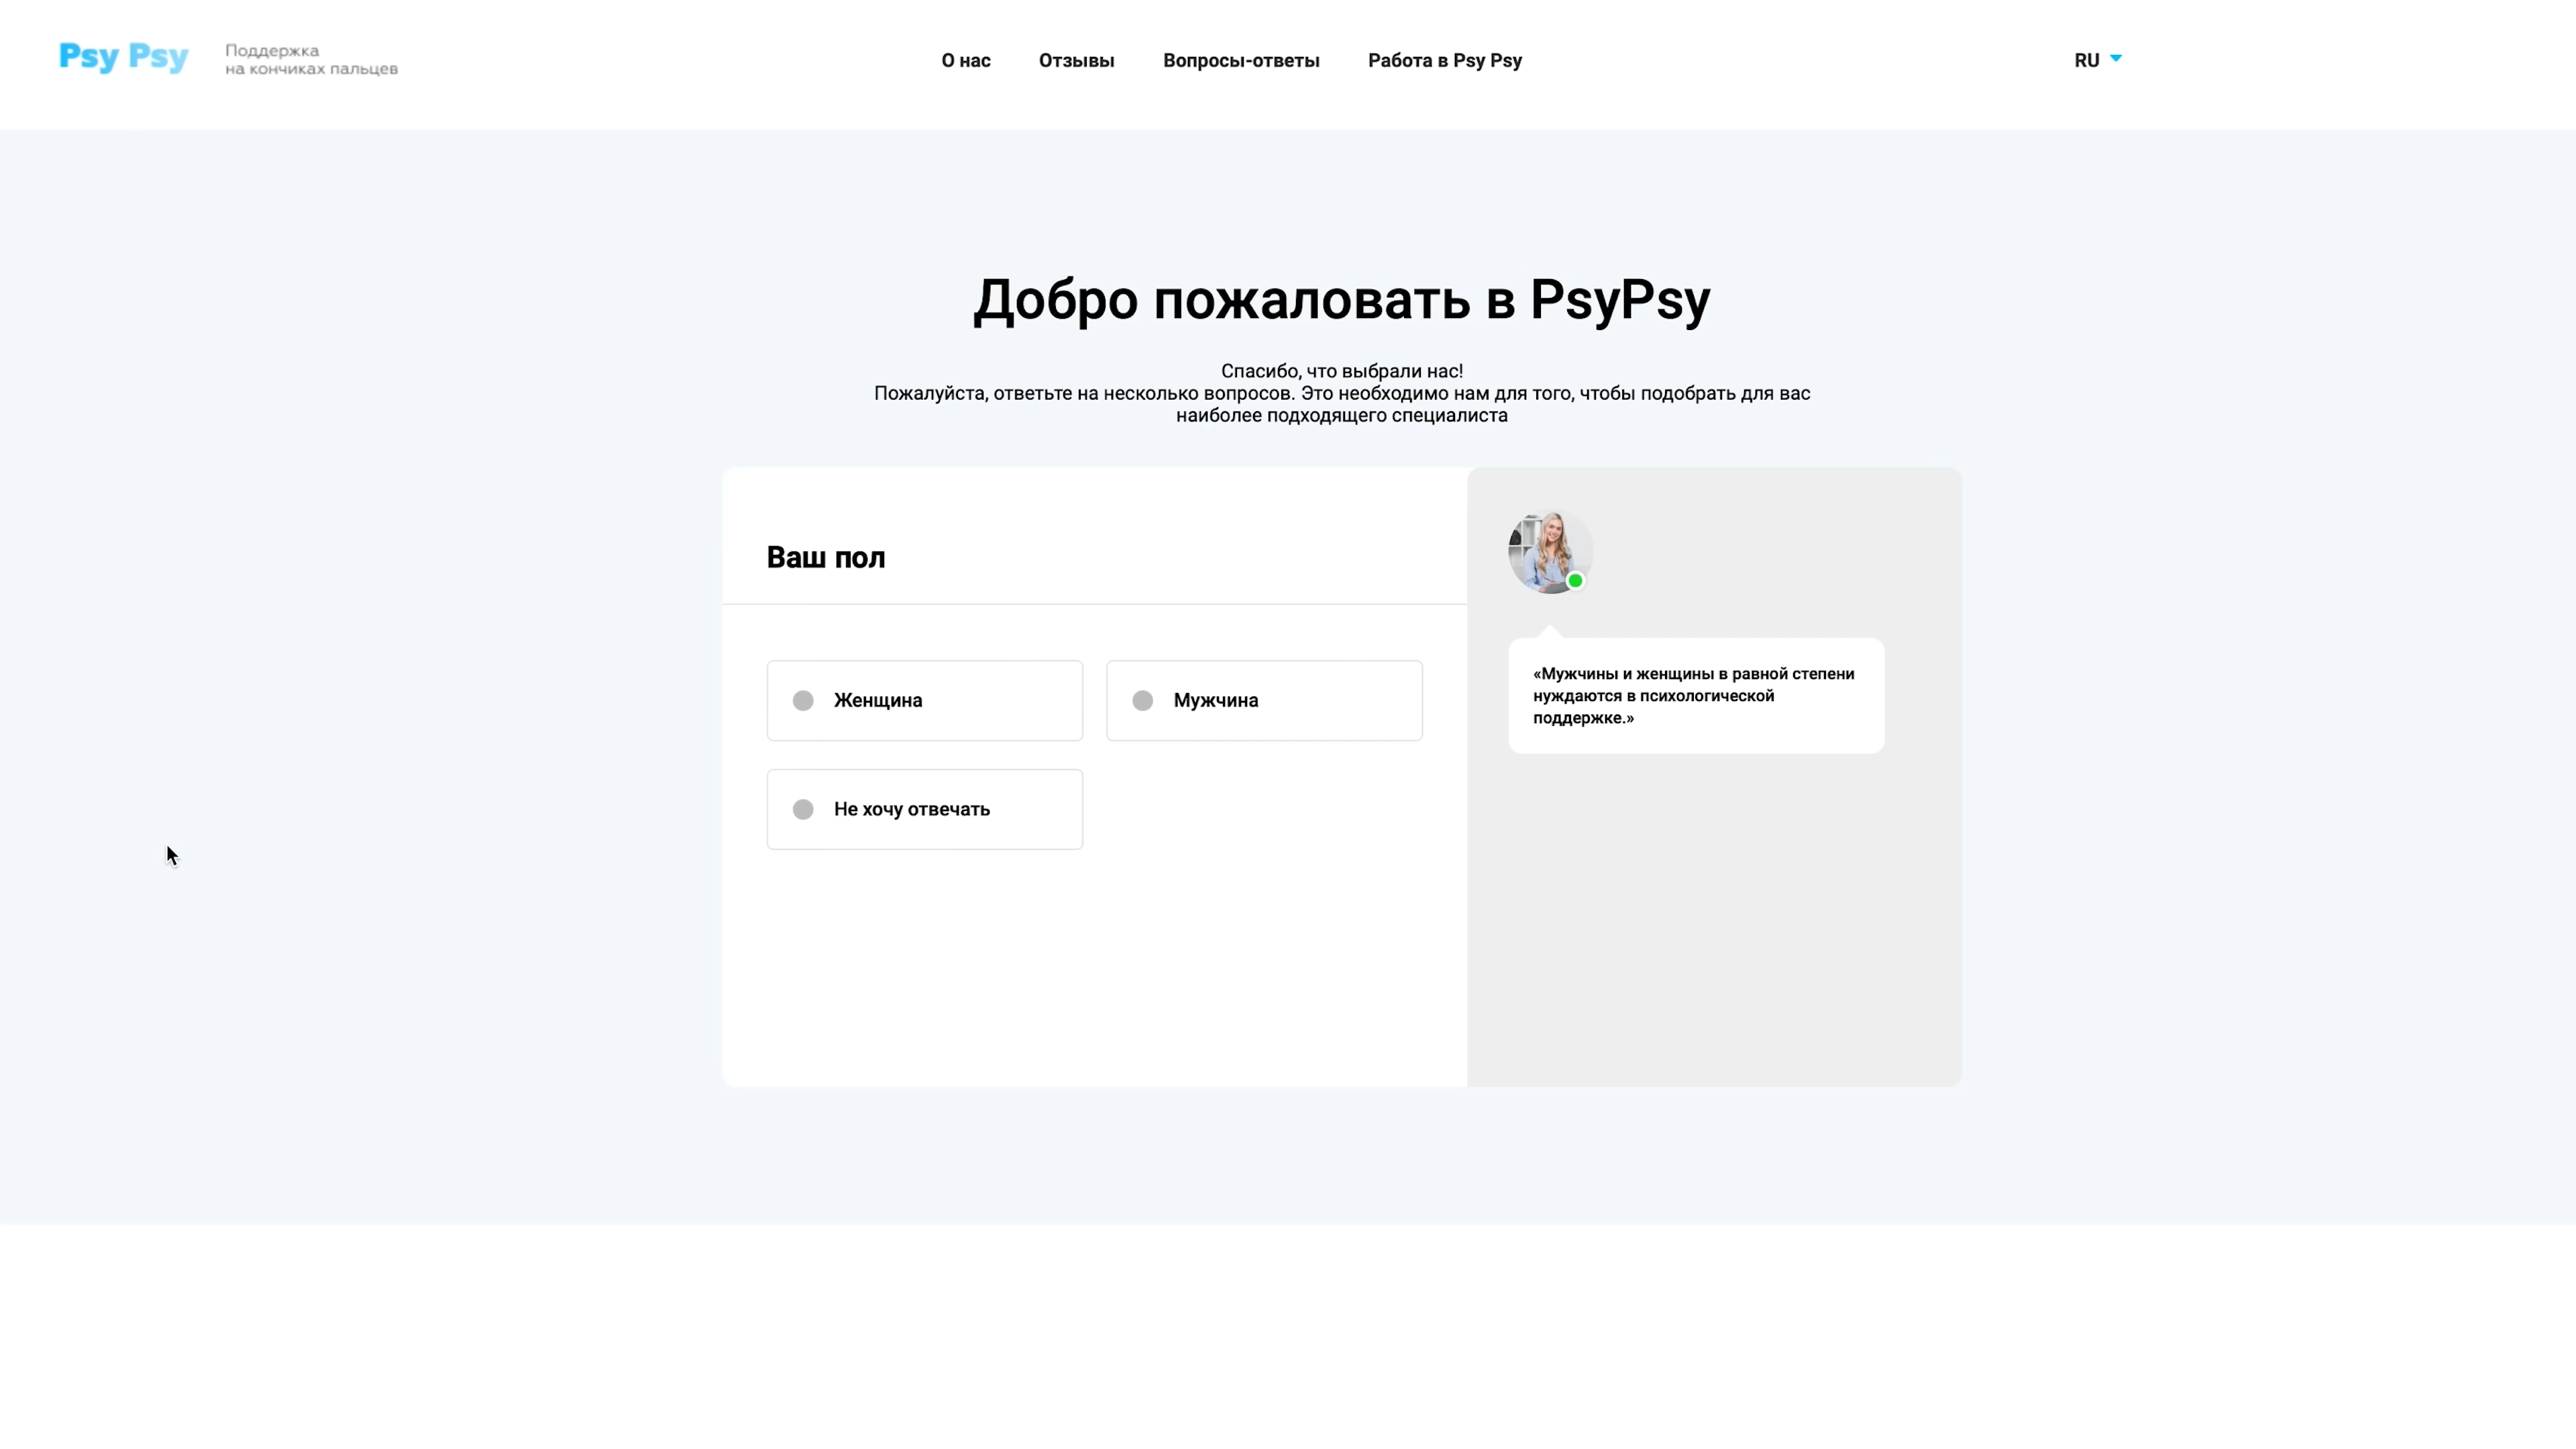 Psy Psy
Поддержка
на кончиках пальцев
О нас
Отзывы
Вопросы-ответы
Работа в Psy Psy
RU
Добро пожаловать в PsyPsy
Спасибо, что выбрали нас!
Пожалуйста, ответьте на несколько вопросов. Это необходимо нам для того, чтобы подобрать для вас
наиболее подходящего специалиста
Ваш пол
Женщина
Мужчина
Не хочу отвечать
«Мужчины и женщины в равной степени
нуждаются в психологической
поддержке.»